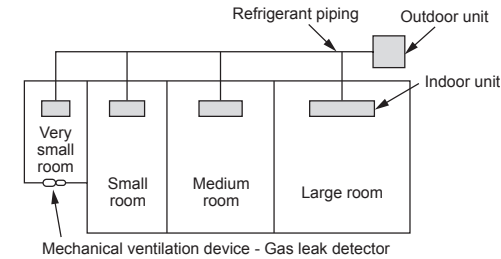 Refrigerant piping
Outdoor unit
Indoor unit
Very
small
room
Small
room
Medium
room
Large room
Mechanical ventilation device - Gas leak detector